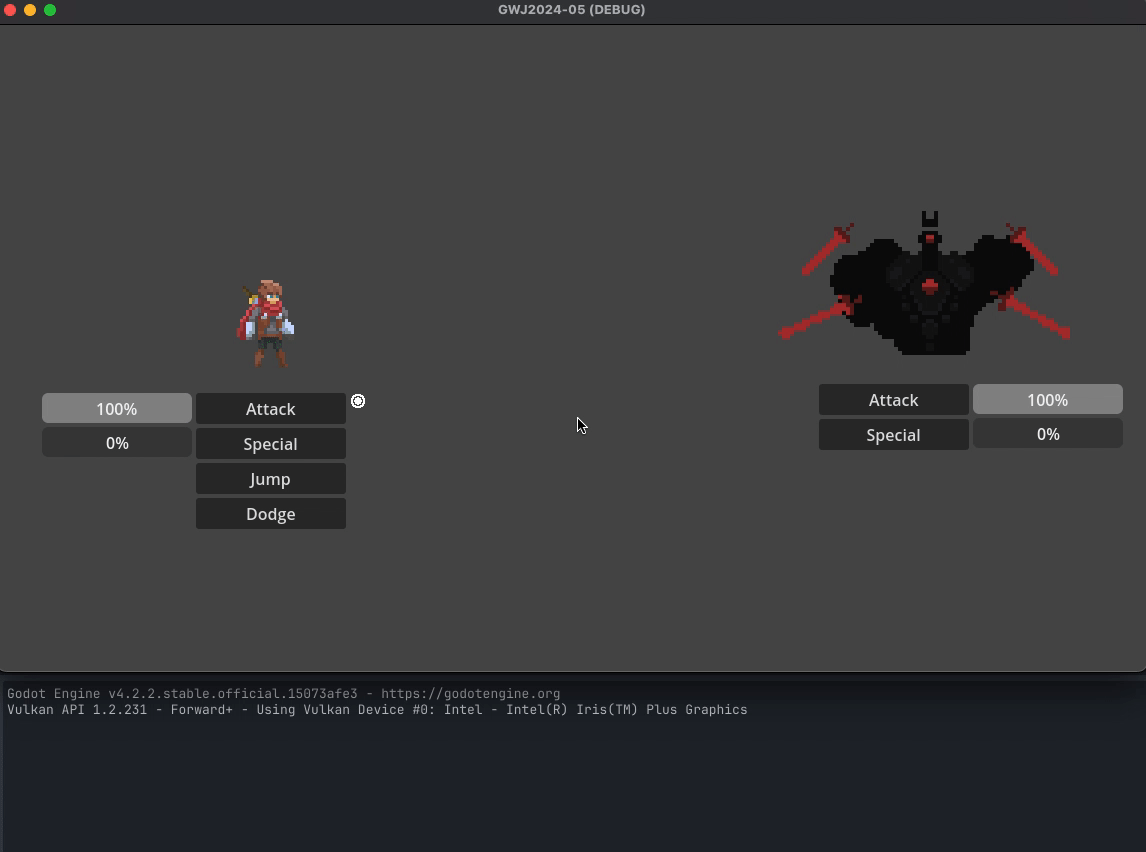 GWJ2024-05 (DEBUG)
100%
Attack
0%
Special
Jump
Dodge
Attack
100%
Special
0%
Godot Engine v4.2.2.stable.official.15073afe3 - https://godotengine.org
Vulkan API 1.2.231 - Forward+ - Using Vulkan Device #0: Intel - Intel(R) Iris(TM) Plus Graphics